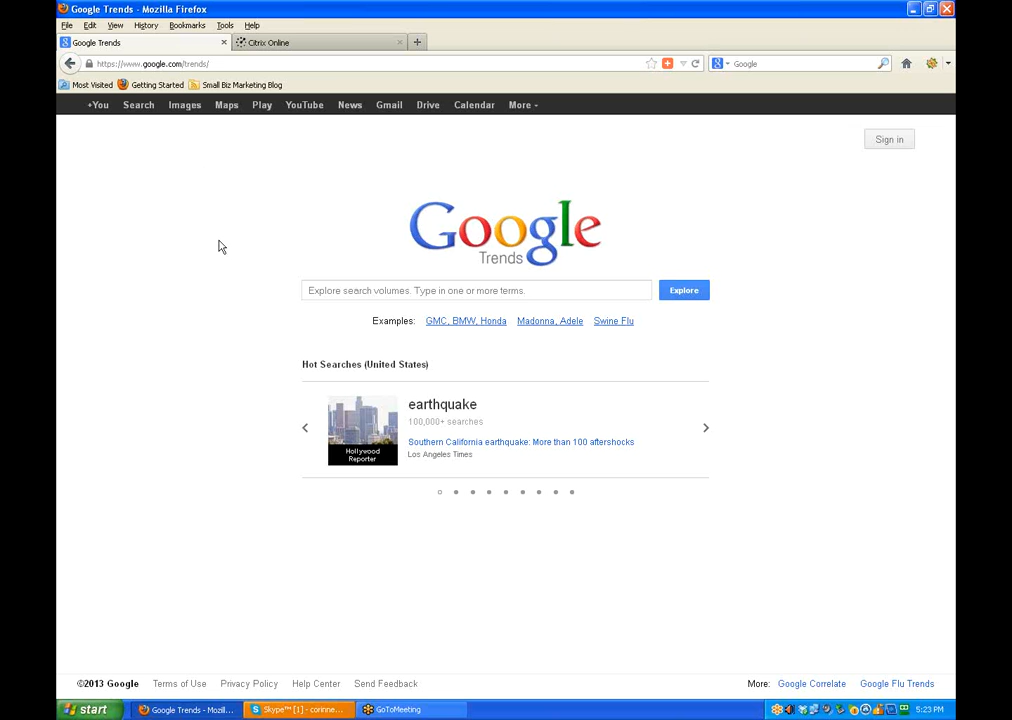 Google Trends - Mozilla Firefox
File Edit View History Bookmarks Tools Help
Google Trends
Citrix Online
https://www.google.com/trends/
Google
Most Visited Getting Started Small Biz Marketing Blog
+You Search Images Maps Play YouTube News Gmail Drive Calendar More
Sign in
Google
Trends
Explore search volumes. Type in one or more terms.
Explore
Examples: GMC, BMW, Honda Madonna, Adele Swine Flu
Hot Searches (United States)
earthquake
100,000+ searches
Southern California earthquake: More than 100 aftershocks
Los Angeles Times
Hollywood
Reporter
©2013 Google Terms of Use Privacy Policy Help Center Send Feedback
More: Google Correlate Google Flu Trends
start Google Trends - Mozill... Skype™ [1] - corinne... GoToMeeting 5:23 PM